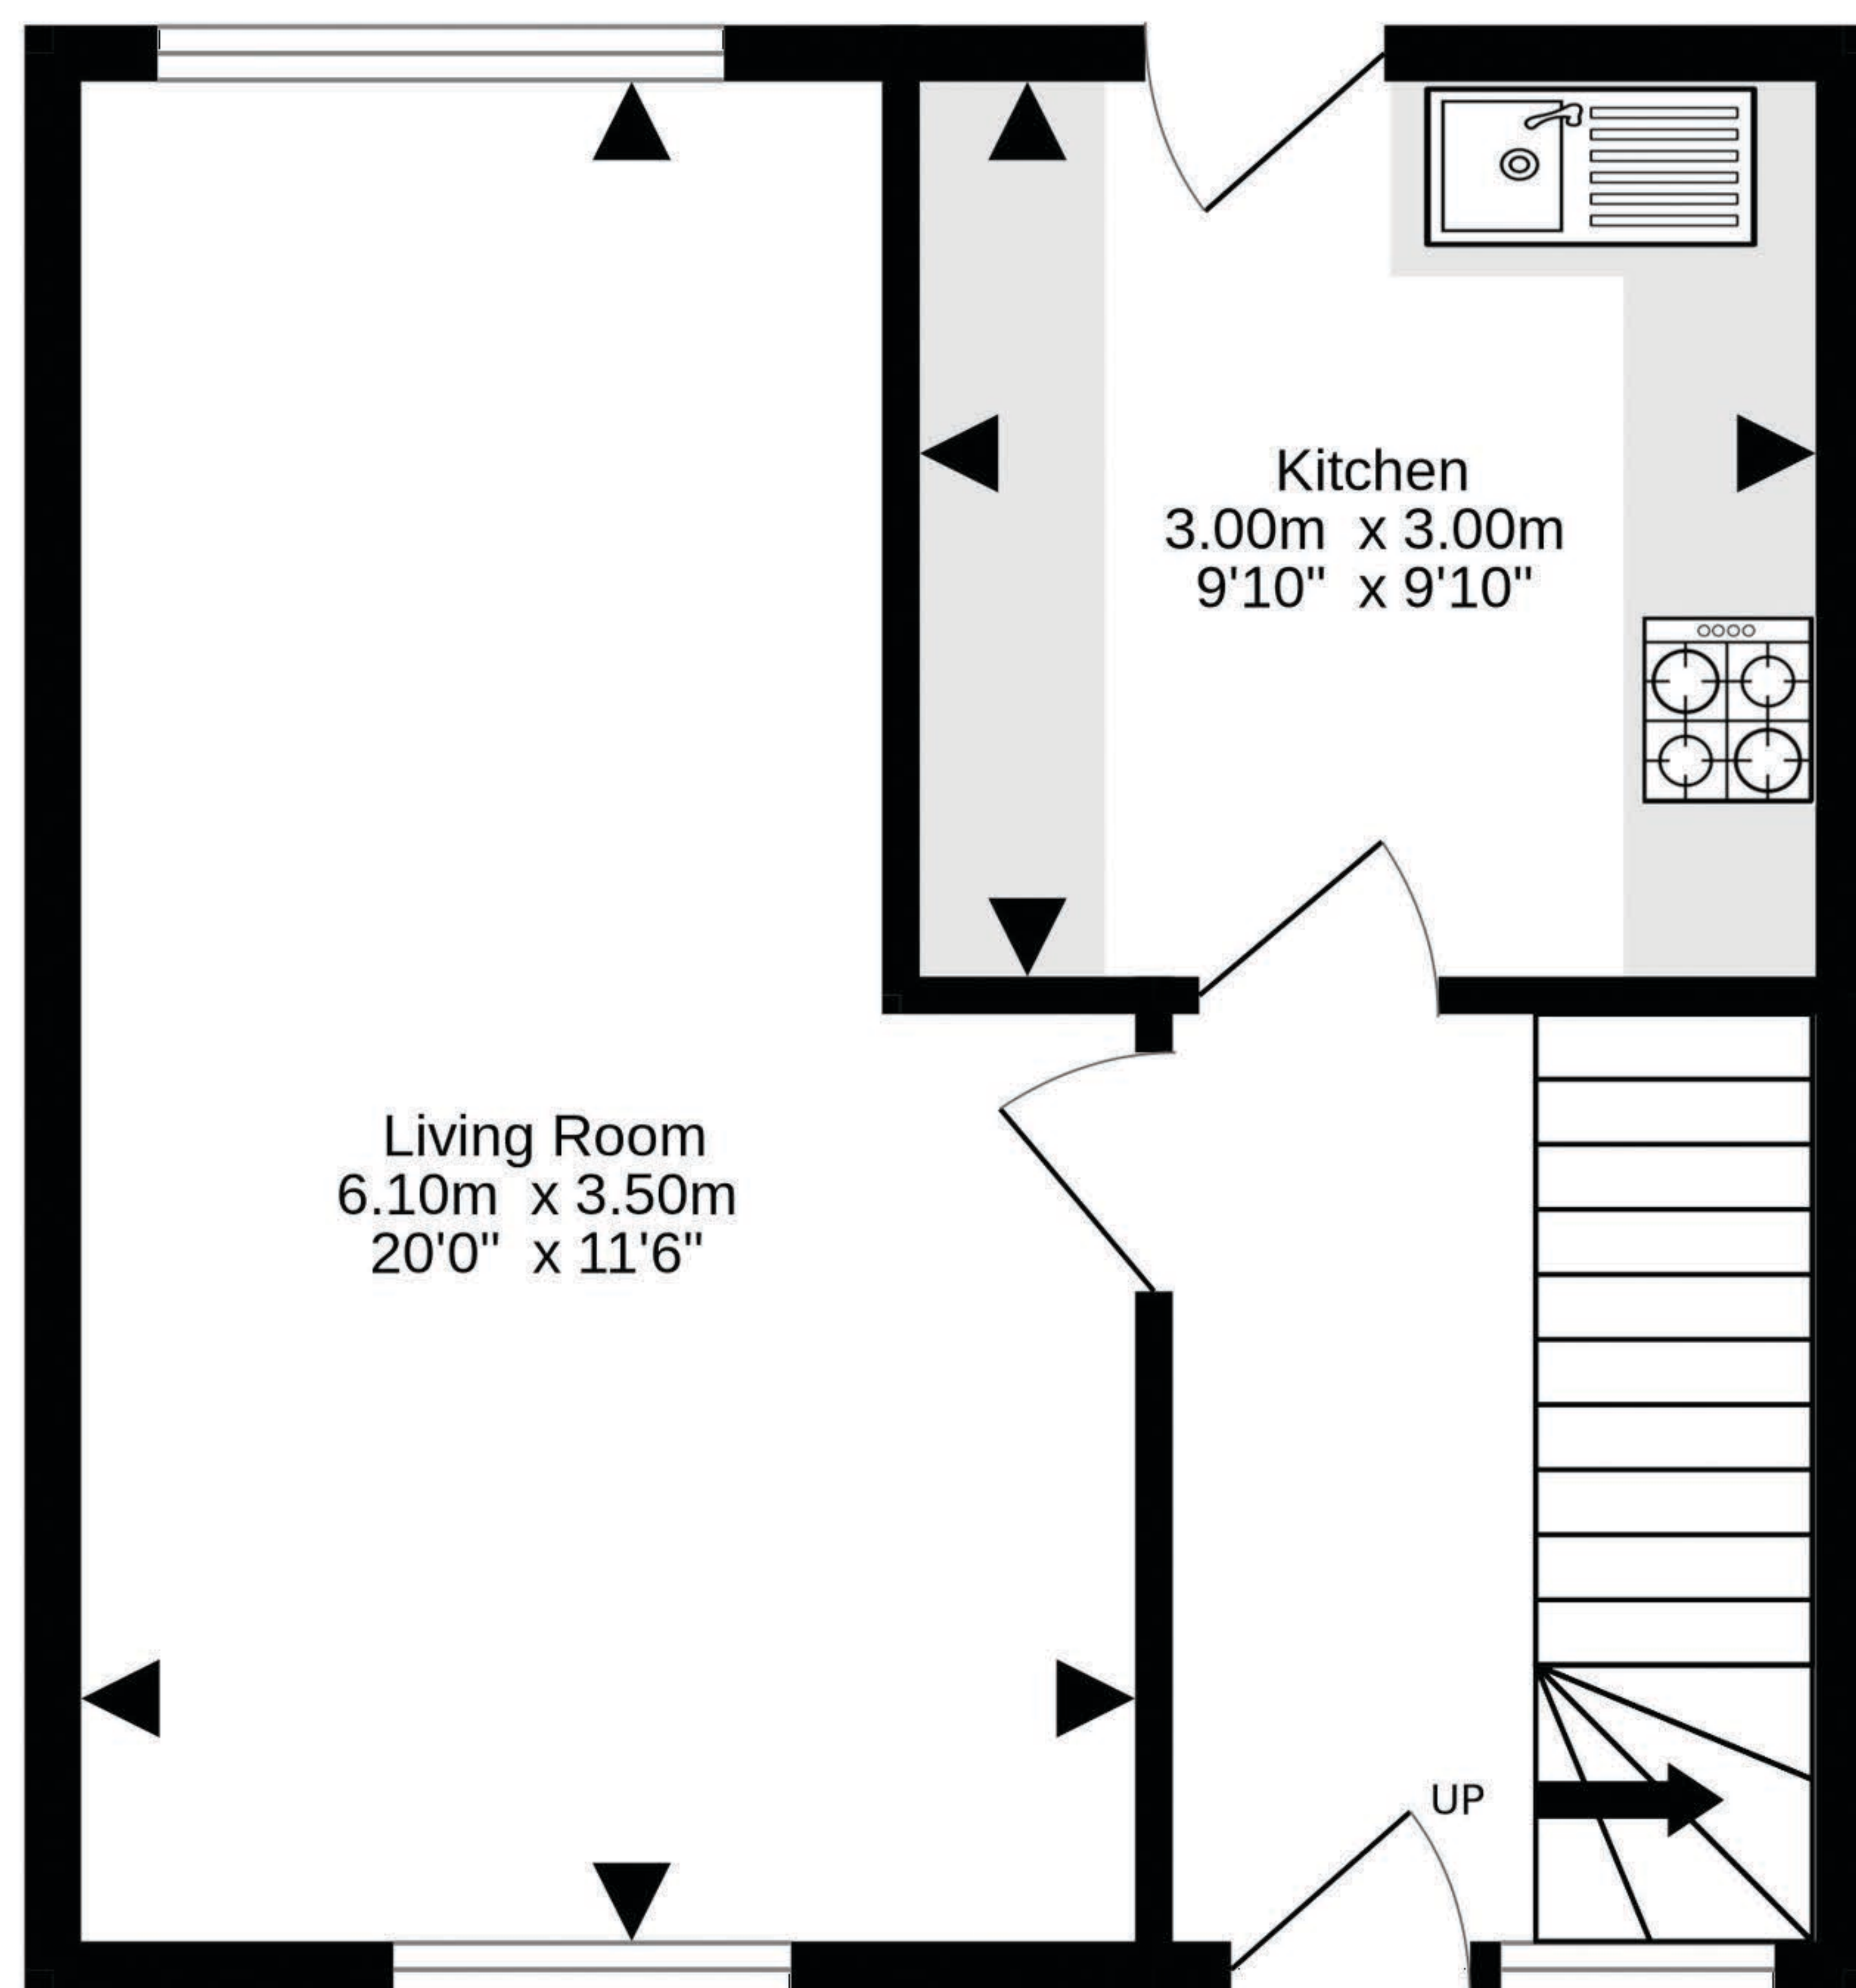 Kitchen
3.00m x 3.00m
9'10" x 9'10"
Living Room
6.10m x 3.50m
20'0" x 11'6"
UP